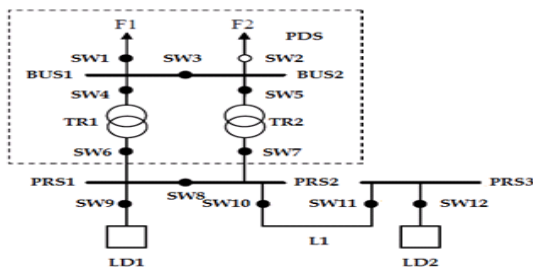 F1 F2
PDS
SW1 SW3 SW2
BUS1 BUS2
SW4 SW5
TR1 TR2
SW6 SW7
PRS1 PRS2 PRS3
SW8
SW9 SW10 SW11 SW12
L1
LD1 LD2